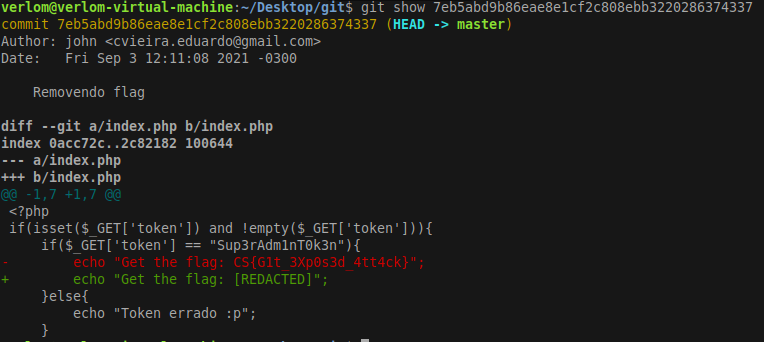 verlom@verlom-virtual-machine:~/Desktop/git$ git show 7eb5abd9b86eae8e1cf2c808ebb3220286374337
commit 7eb5abd9b86eae8e1cf2c808ebb3220286374337 (HEAD -> master)
Author: john <cvieira.eduardo@gmail.com>
Date:   Fri Sep 3 12:11:08 2021 -0300
    Removendo flag
diff --git a/index.php b/index.php
index 0acc72c..2c82182 100644
--- a/index.php
+++ b/index.php
@@ -1,7 +1,7 @@
 <?php
 if(isset($_GET['token']) and !empty($_GET['token'])){
     if($_GET['token'] == "Sup3rAdm1nT0k3n"){
-        echo "Get the flag: CS{G1t_3Xp0s3d_4tt4ck}";
+        echo "Get the flag: [REDACTED]";
     }else{
         echo "Token errado :p";
     }